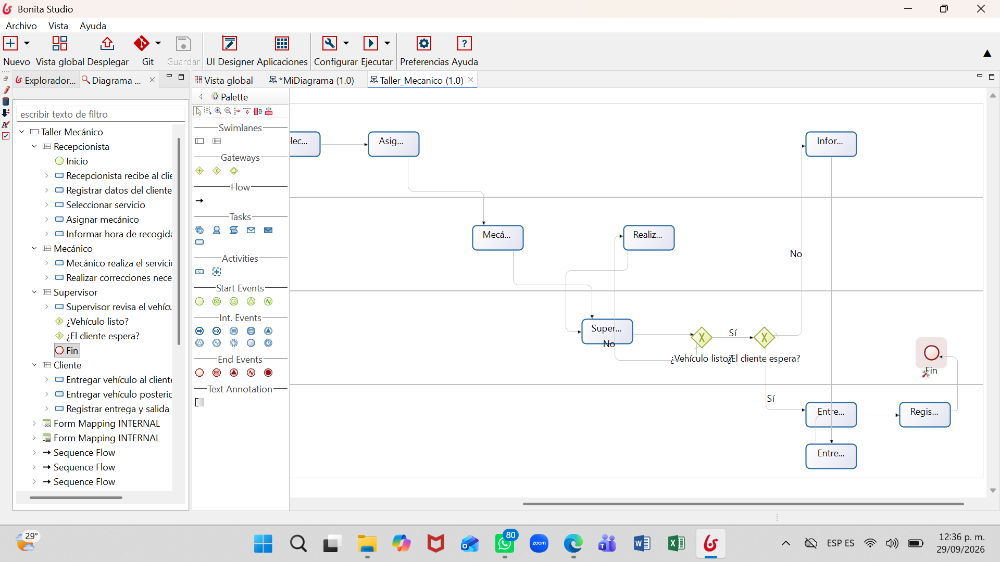 Bonita Studio
Archivo Vista Ayuda
Nuevo Vista global Desplegar Git Guardar UI Designer Aplicaciones Configurar Ejecutar Preferencias Ayuda
Explorador... Diagrama ...
Vista global *MiDiagrama (1.0) Taller_Mecanico (1.0)
escribir texto de filtro
Taller Mecánico
Recepcionista
Inicio
Recepcionista recibe al clie
Registrar datos del cliente
Seleccionar servicio
Asignar mecánico
Informar hora de recogida
Mecánico
Mecánico realiza el servicio
Realizar correcciones nece
Supervisor
Supervisor revisa el vehícu
¿Vehículo listo?
¿El cliente espera?
Fin
Cliente
Entregar vehículo al cliente
Entregar vehículo posterio
Registrar entrega y salida
Form Mapping INTERNAL
Form Mapping INTERNAL
Sequence Flow
Sequence Flow
Sequence Flow
Palette
Swimlanes
Gateways
Flow
Tasks
Activities
Start Events
Int. Events
End Events
Text Annotation
lec...
Asig...
Infor...
Mecá...
Realiz...
No
Super...
No
Sí
¿Vehículo listo?
¿El cliente espera?
Fin
Sí
Entre...
Regis...
Entre...
29°
80
zoom
ESP ES
12:36 p. m.
29/09/2026